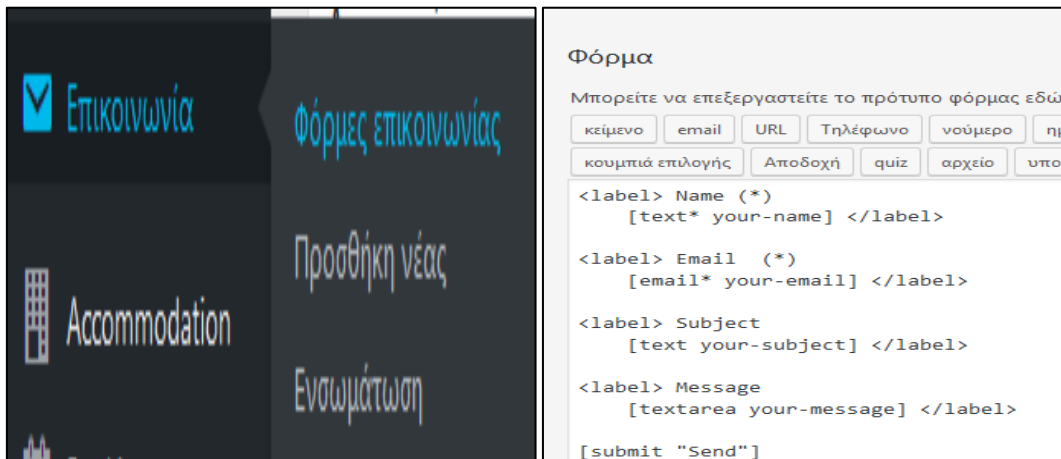 Επικοινωνία
Φόρμες επικοινωνίας
Προσθήκη νέας
Accommodation
Ενσωμάτωση
Φόρμα
Μπορείτε να επεξεργαστείτε το πρότυπο φόρμας εδώ
κείμενο email URL Τηλέφωνο νούμερο
κουμπιά επιλογής Αποδοχή quiz αρχείο
<label> Name (*)
[text* your-name] </label>
<label> Email (*)
[email* your-email] </label>
<label> Subject
[text your-subject] </label>
<label> Message
[textarea your-message] </label>
[submit "Send"]